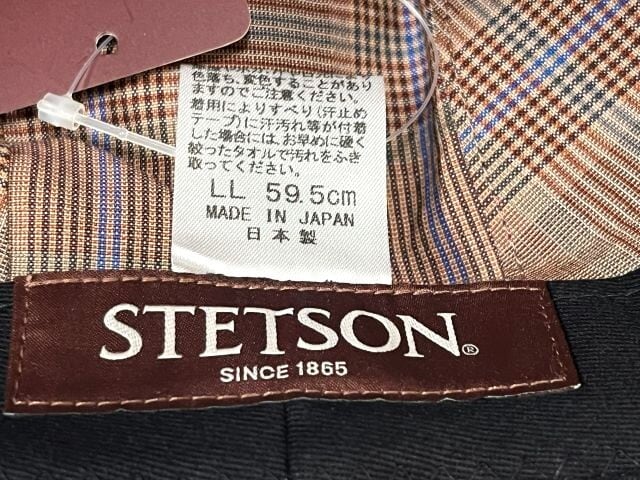 色落ち、変色することがあり
ますのでご注意ください。
着用によりすべり(汗止め
テープ)に汗汚れ等が付着
した場合には、お早めに硬く
絞ったタオルで汚れをふき
取ってください。
LL 59.5cm
MADE IN JAPAN
日本製
STETSON®
SINCE 1865